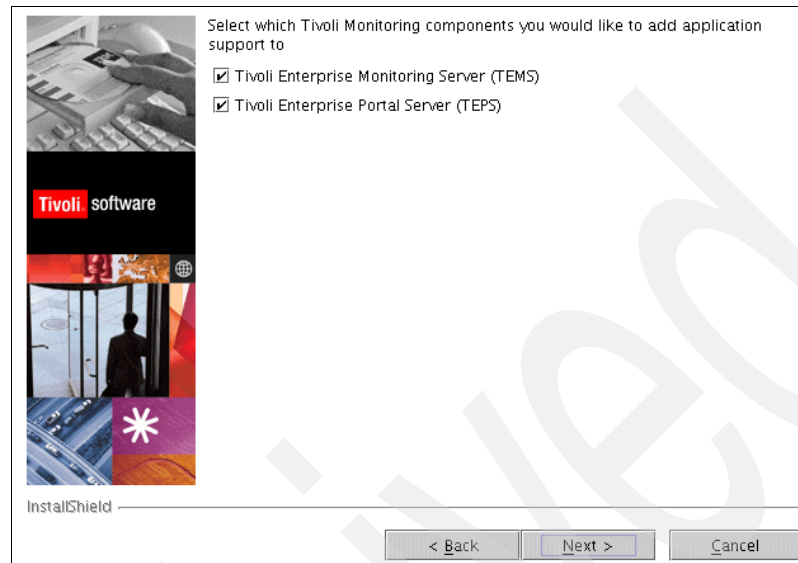 Select which Tivoli Monitoring components you would like to add application
support to
Tivoli Enterprise Monitoring Server (TEMS)
Tivoli Enterprise Portal Server (TEPS)
Tivoli. software
InstallShield
< Back
Next >
Cancel